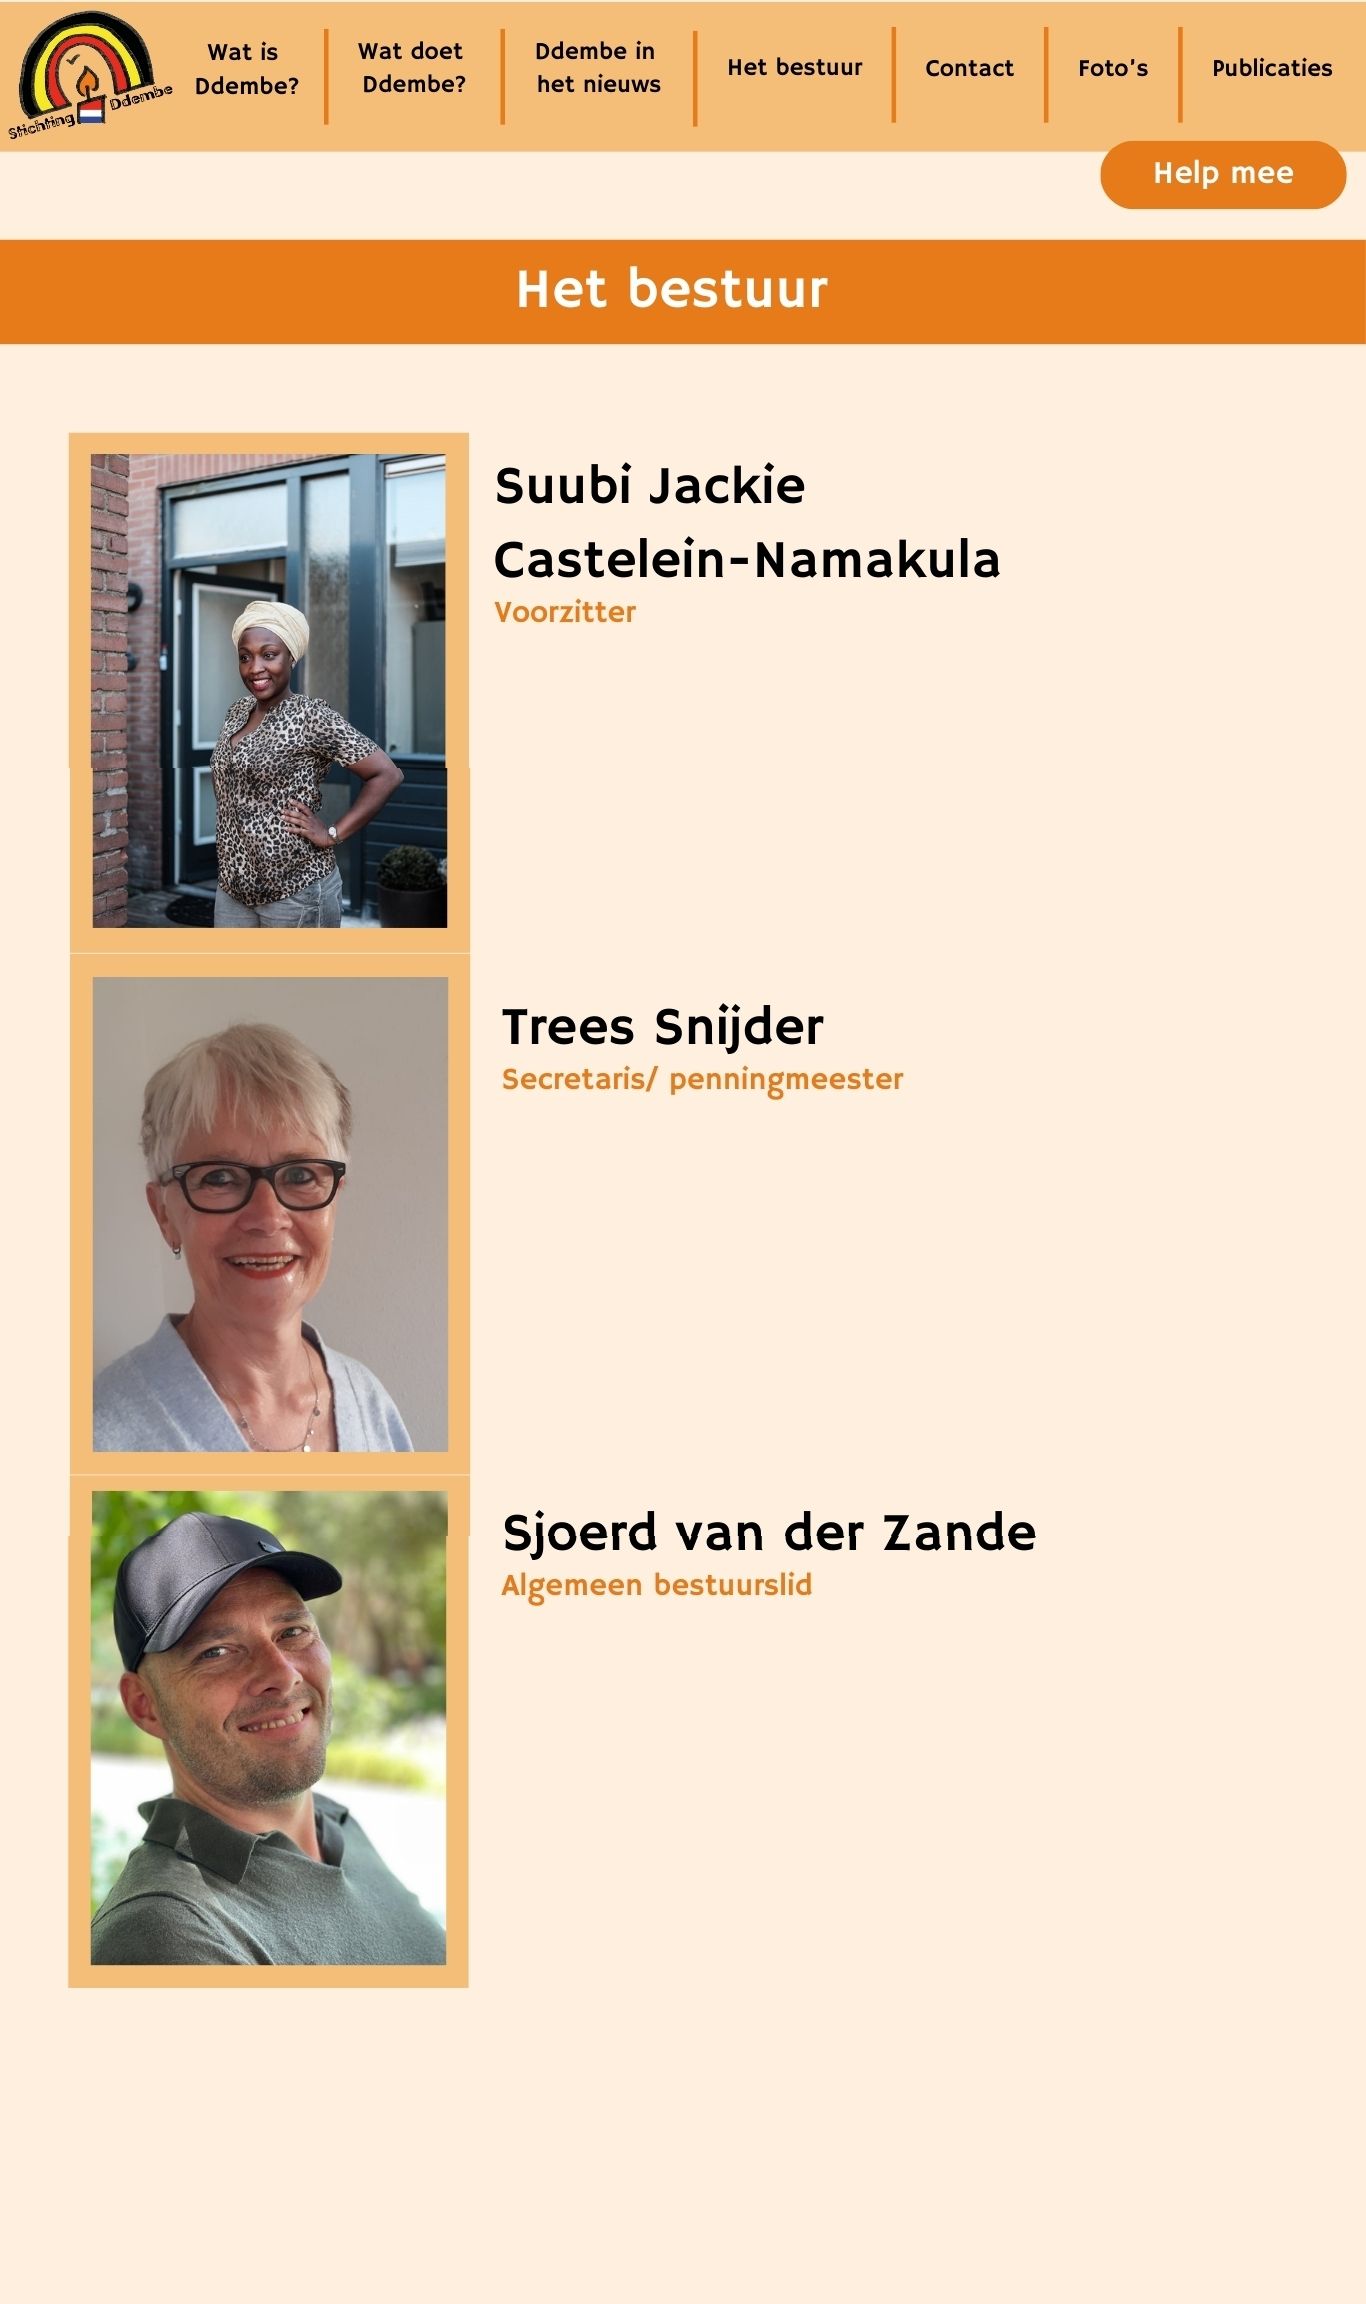 Stichting Ddembe
Wat is
Ddembe?
Wat doet
Ddembe?
Ddembe in
het nieuws
Het bestuur
Contact
Foto's
Publicaties
Help mee
Het bestuur
Suubi Jackie
Castelein-Namakula
Voorzitter
Trees Snijder
Secretaris/ penningmeester
Sjoerd van der Zande
Algemeen bestuurslid